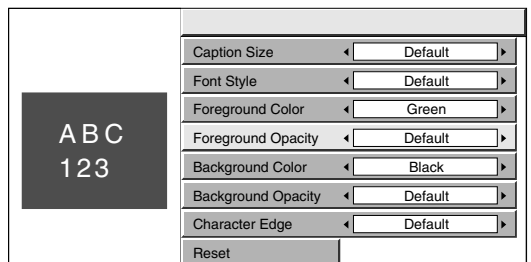 ABC
123
Caption Size Default
Font Style Default
Foreground Color Green
Foreground Opacity Default
Background Color Black
Background Opacity Default
Character Edge Default
Reset